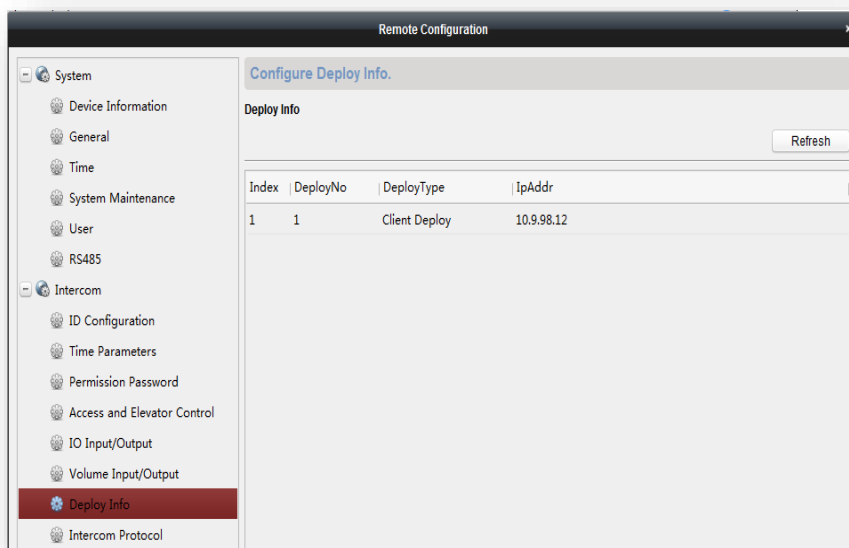 Remote Configuration
System
Device Information
General
Time
System Maintenance
User
RS485
Intercom
ID Configuration
Time Parameters
Permission Password
Access and Elevator Control
IO Input/Output
Volume Input/Output
Deploy Info
Intercom Protocol
Configure Deploy Info.
Deploy Info
Refresh
Index DeployNo DeployType IpAddr
1 1 Client Deploy 10.9.98.12